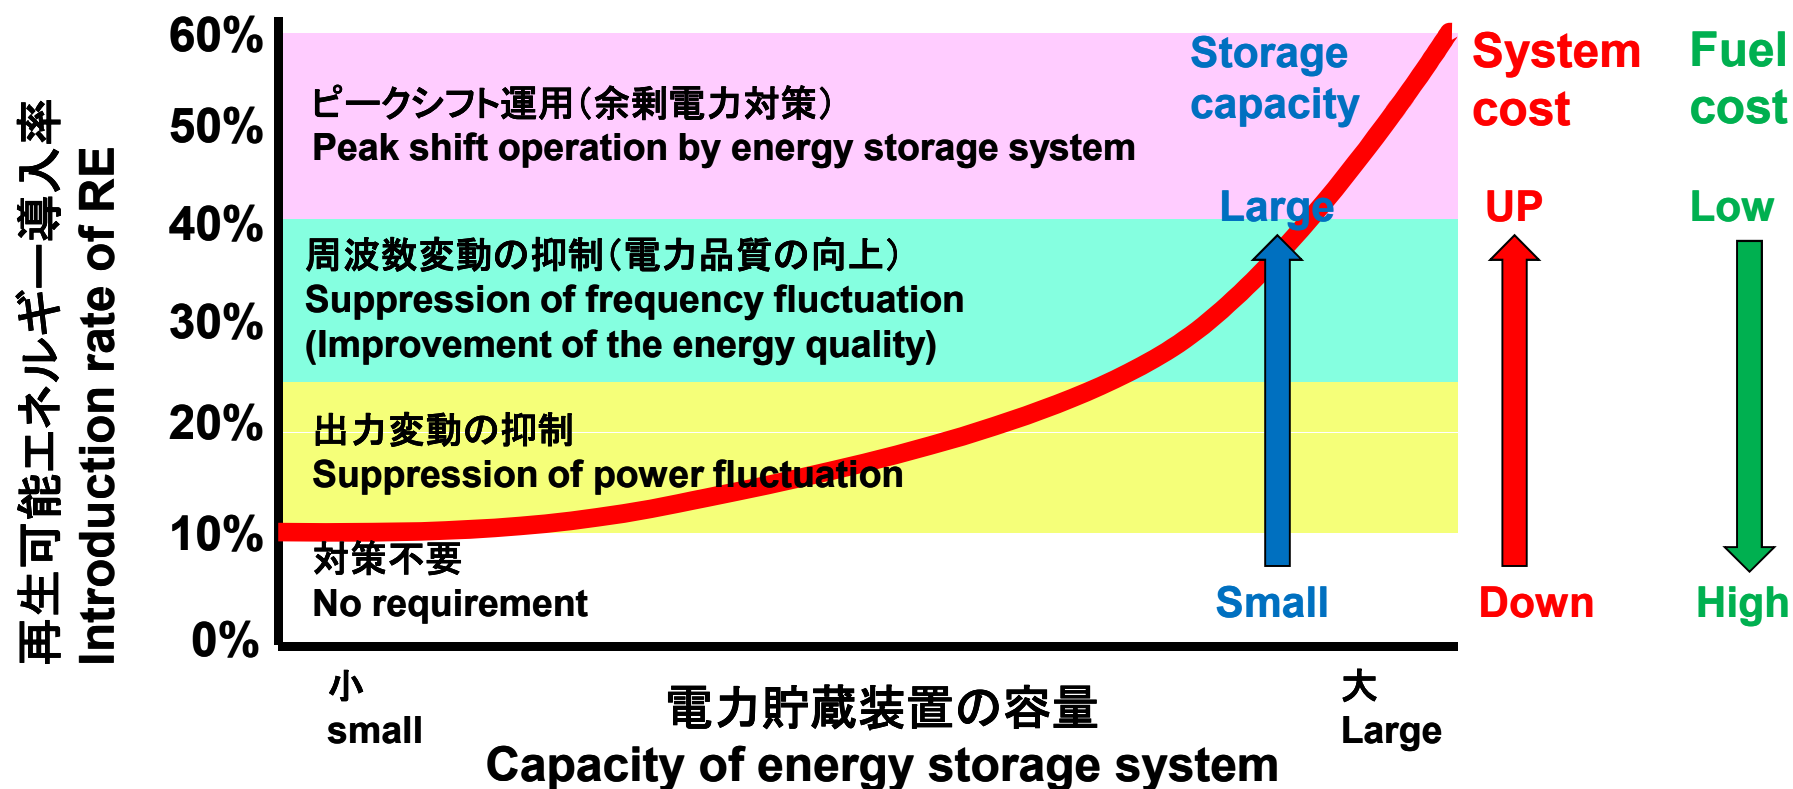 再生可能エネルギー導入率
Introduction rate of RE
60%
50%
40%
30%
20%
10%
0%
ピークシフト運用（余剰電力対策）
Peak shift operation by energy storage system
周波数変動の抑制（電力品質の向上）
Suppression of frequency fluctuation
(Improvement of the energy quality)
出力変動の抑制
Suppression of power fluctuation
対策不要
No requirement
Storage
capacity
Large
Small
System
cost
UP
Down
Fuel
cost
Low
High
小
small
大
Large
電力貯蔵装置の容量
Capacity of energy storage system